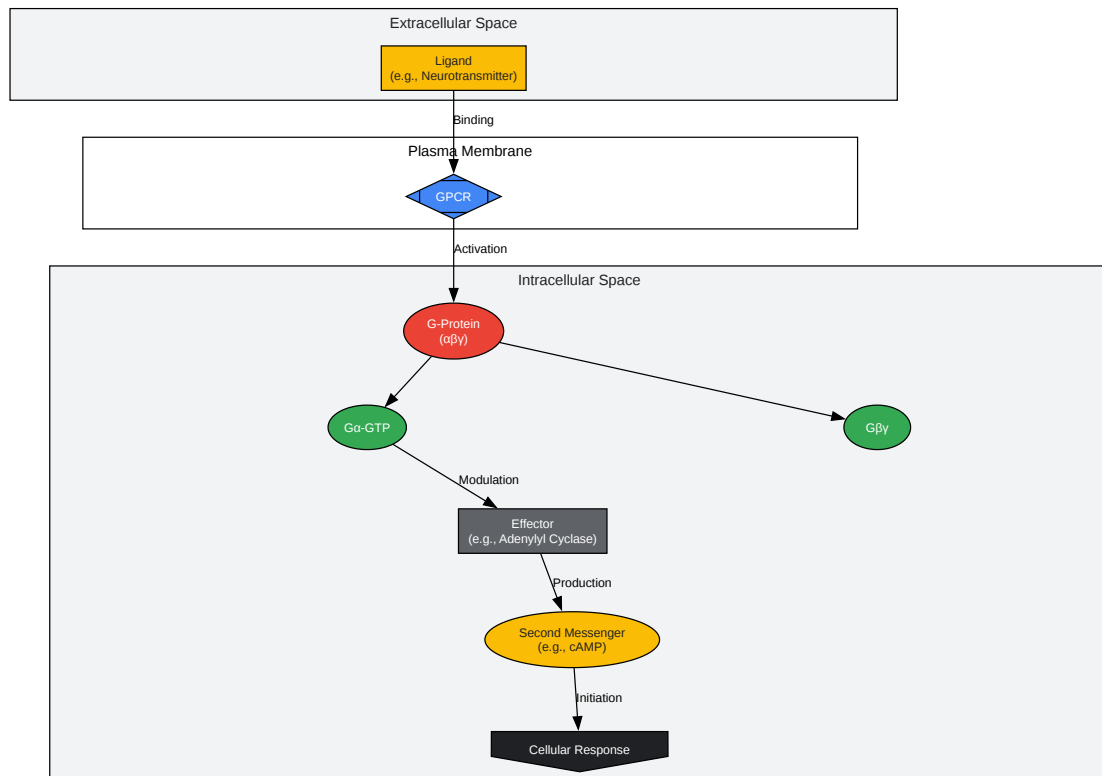 Extracellular Space
Ligand
(e.g., Neurotransmitter)
Binding
Plasma Membrane
GPCR
Activation
Intracellular Space
G-Protein
(αβγ)
Gα-GTP
Gβγ
Modulation
Effector
(e.g., Adenylyl Cyclase)
Production
Second Messenger
(e.g., cAMP)
Initiation
Cellular Response